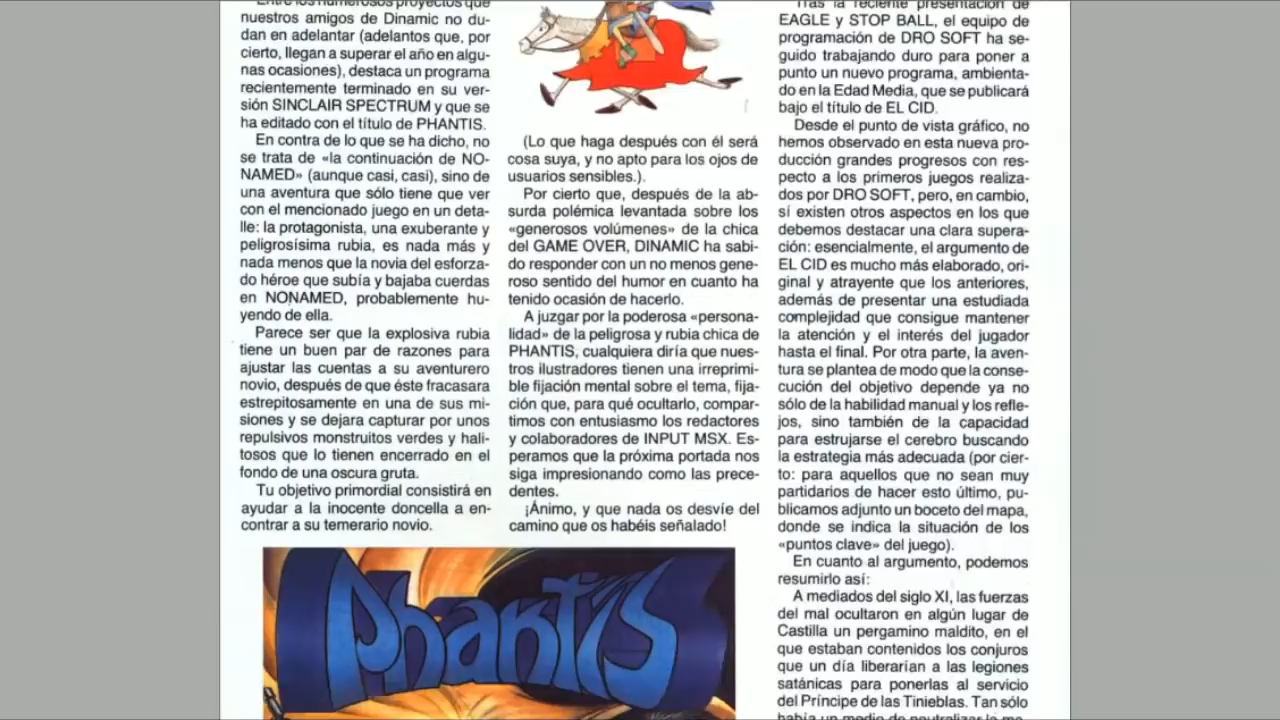 Entre los numerosos proyectos que
nuestros amigos de Dinamic no du-
dan en adelantar (adelantos que, por
cierto, llegan a superar el año en algu-
nas ocasiones), destaca un programa
recientemente terminado en su ver-
sión SINCLAIR SPECTRUM y que se
ha editado con el título de PHANTIS.
En contra de lo que se ha dicho, no
se trata de «la continuación de NO-
NAMED» (aunque casi, casi), sino de
una aventura que sólo tiene que ver
con el mencionado juego en un deta-
lle: la protagonista, una exuberante y
peligrosísima rubia, es nada más y
nada menos que la novia del esforza-
do héroe que subía y bajaba cuerdas
en NONAMED, probablemente hu-
yendo de ella.
Parece ser que la explosiva rubia
tiene un buen par de razones para
ajustar las cuentas a su aventurero
novio, después de que éste fracasara
estrepitosamente en una de sus mi-
siones y se dejara capturar por unos
repulsivos monstruitos verdes y hali-
tosos que lo tienen encerrado en el
fondo de una oscura gruta.
Tu objetivo primordial consistirá en
ayudar a la inocente doncella a en-
contrar a su temerario novio.
(Lo que haga después con él será
cosa suya, y no apto para los ojos de
usuarios sensibles.).
Por cierto que, después de la ab-
surda polémica levantada sobre los
«generosos volúmenes» de la chica
del GAME OVER, DINAMIC ha sabi-
do responder con un no menos gene-
roso sentido del humor en cuanto ha
tenido ocasión de hacerlo.
A juzgar por la poderosa «persona-
lidad» de la peligrosa y rubia chica de
PHANTIS, cualquiera diría que nues-
tros ilustradores tienen una irreprimi-
ble fijación mental sobre el tema, fija-
ción que, para qué ocultarlo, compar-
timos con entusiasmo los redactores
y colaboradores de INPUT MSX. Es-
peramos que la próxima portada nos
siga impresionando como las prece-
dentes.
¡Ánimo, y que nada os desvíe del
camino que os habéis señalado!
Phantis
Tras la reciente presentación de
EAGLE y STOP BALL, el equipo de
programación de DRO SOFT ha se-
guido trabajando duro para poner a
punto un nuevo programa, ambienta-
do en la Edad Media, que se publicará
bajo el título de EL CID.
Desde el punto de vista gráfico, no
hemos observado en esta nueva pro-
ducción grandes progresos con res-
pecto a los primeros juegos realiza-
dos por DRO SOFT, pero, en cambio,
sí existen otros aspectos en los que
debemos destacar una clara supera-
ción: esencialmente, el argumento de
EL CID es mucho más elaborado, ori-
ginal y atrayente que los anteriores,
además de presentar una estudiada
complejidad que consigue mantener
la atención y el interés del jugador
hasta el final. Por otra parte, la aven-
tura se plantea de modo que la conse-
cución del objetivo depende ya no
sólo de la habilidad manual y los refle-
jos, sino también de la capacidad
para estrujarse el cerebro buscando
la estrategia más adecuada (por cier-
to: para aquellos que no sean muy
partidarios de hacer esto último, pu-
blicamos adjunto un boceto del mapa,
donde se indica la situación de los
«puntos clave» del juego).
En cuanto al argumento, podemos
resumirlo así:
A mediados del siglo XI, las fuerzas
del mal ocultaron en algún lugar de
Castilla un pergamino maldito, en el
que estaban contenidos los conjuros
que un día liberarían a las legiones
satánicas para ponerlas al servicio
del Príncipe de las Tinieblas. Tan sólo
había un medio de neutralizar la me-